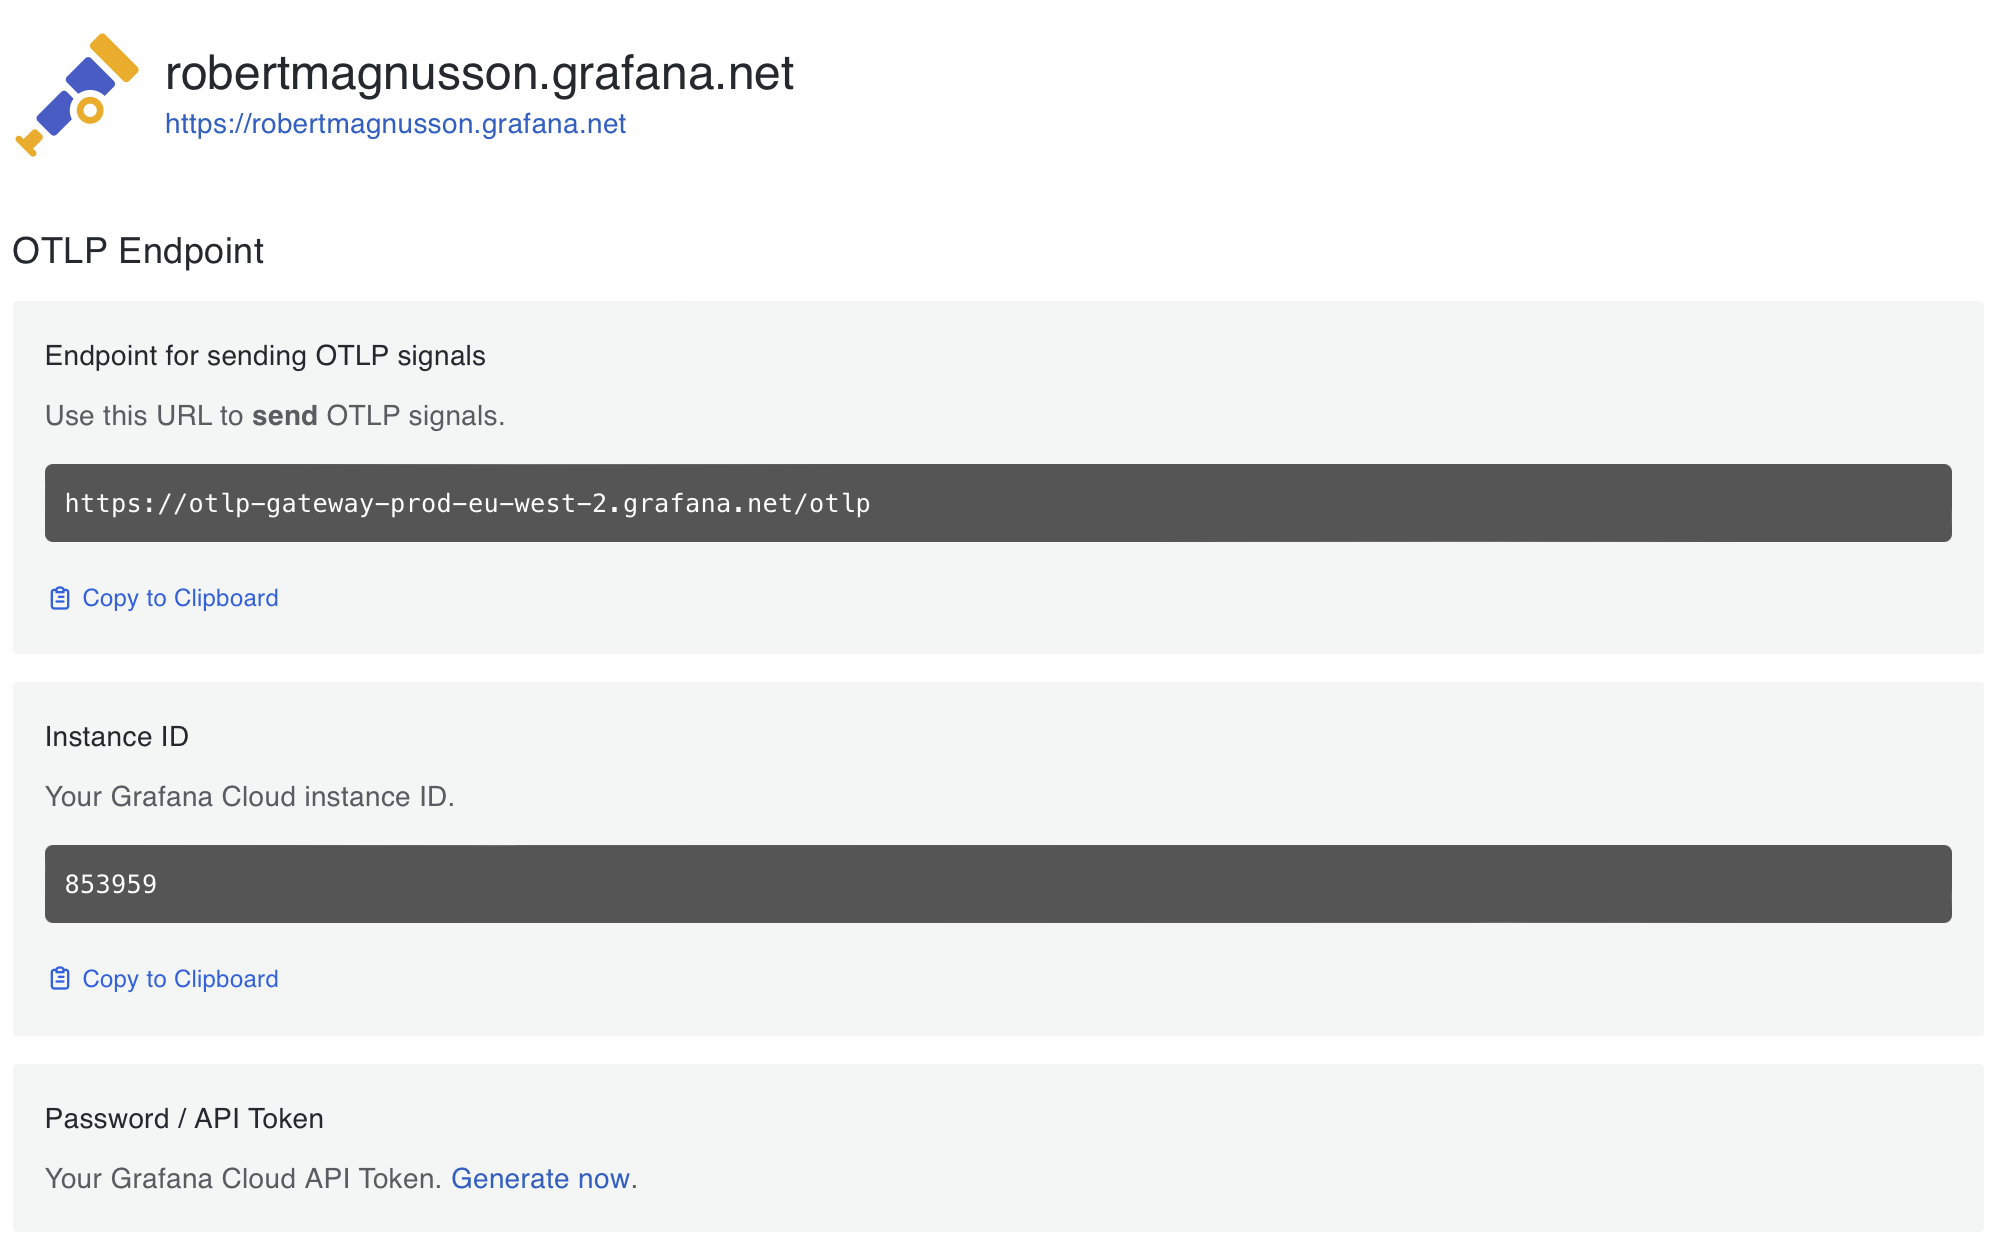 robertmagnusson.grafana.net
https://robertmagnusson.grafana.net
OTLP Endpoint
Endpoint for sending OTLP signals
Use this URL to send OTLP signals.
https://otlp-gateway-prod-eu-west-2.grafana.net/otlp
Copy to Clipboard
Instance ID
Your Grafana Cloud instance ID.
853959
Copy to Clipboard
Password / API Token
Your Grafana Cloud API Token. Generate now.